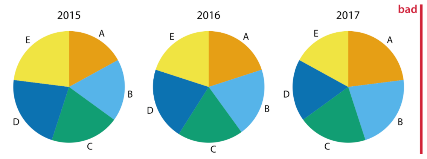 2015 2016 2017 bad
E A E A E A
B B B
D D D
C C C